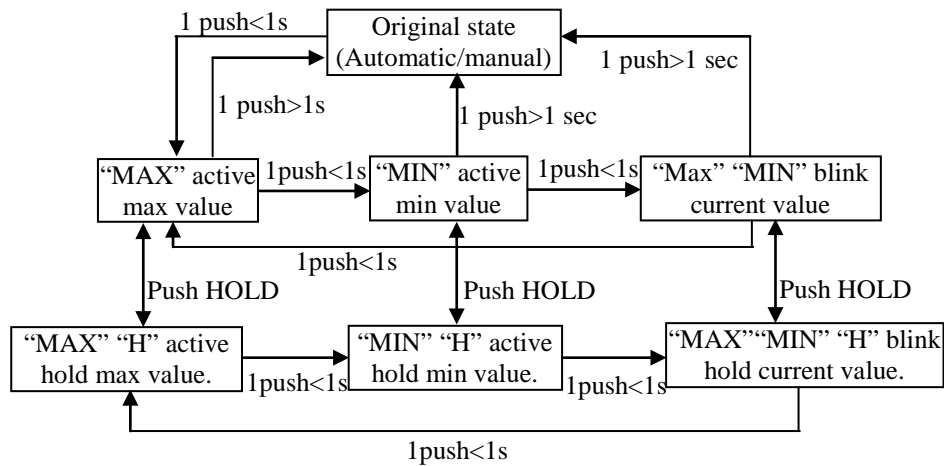 1 push<1s
Original state
(Automatic/manual)
1 push>1 sec
1 push>1s
1 push>1 sec
“MAX” active
max value
1push<1s
“MIN” active
min value
1push<1s
“Max” “MIN” blink
current value
1push<1s
Push HOLD
Push HOLD
Push HOLD
“MAX” “H” active
hold max value.
1push<1s
“MIN” “H” active
hold min value.
1push<1s
“MAX”“MIN” “H” blink
hold current value.
1push<1s